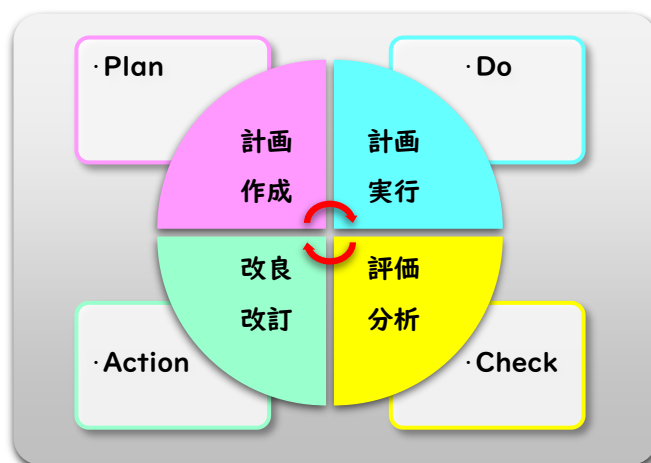 ・Plan
・Do
計画
作成
計画
実行
改良
改訂
評価
分析
・Action
・Check